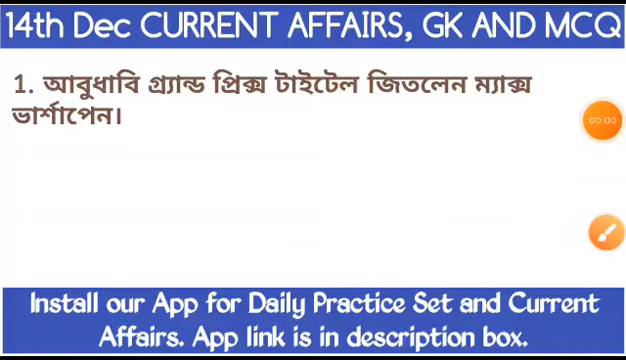 14th Dec CURRENT AFFAIRS, GK AND MCQ
1. আবুধাবি গ্র্যান্ড প্রিক্স টাইটেল জিতলেন ম্যাক্স
ভার্শাপেন।
00:00
Install our App for Daily Practice Set and Current
Affairs. App link is in description box.